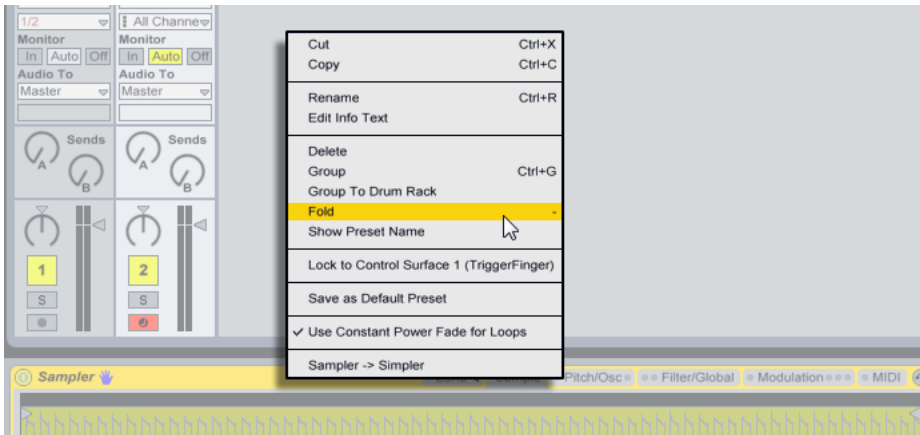 1/2 All Channe
Monitor Monitor
In Auto Off In Auto Off
Audio To Audio To
Master Master
Sends Sends
A B A B
1 2
S S
Cut Ctrl+X
Copy Ctrl+C
Rename Ctrl+R
Edit Info Text
Delete
Group Ctrl+G
Group To Drum Rack
Fold -
Show Preset Name
Lock to Control Surface 1 (TriggerFinger)
Save as Default Preset
✓ Use Constant Power Fade for Loops
Sampler -> Simpler
Sampler Pitch/Osc Filter/Global Modulation MIDI